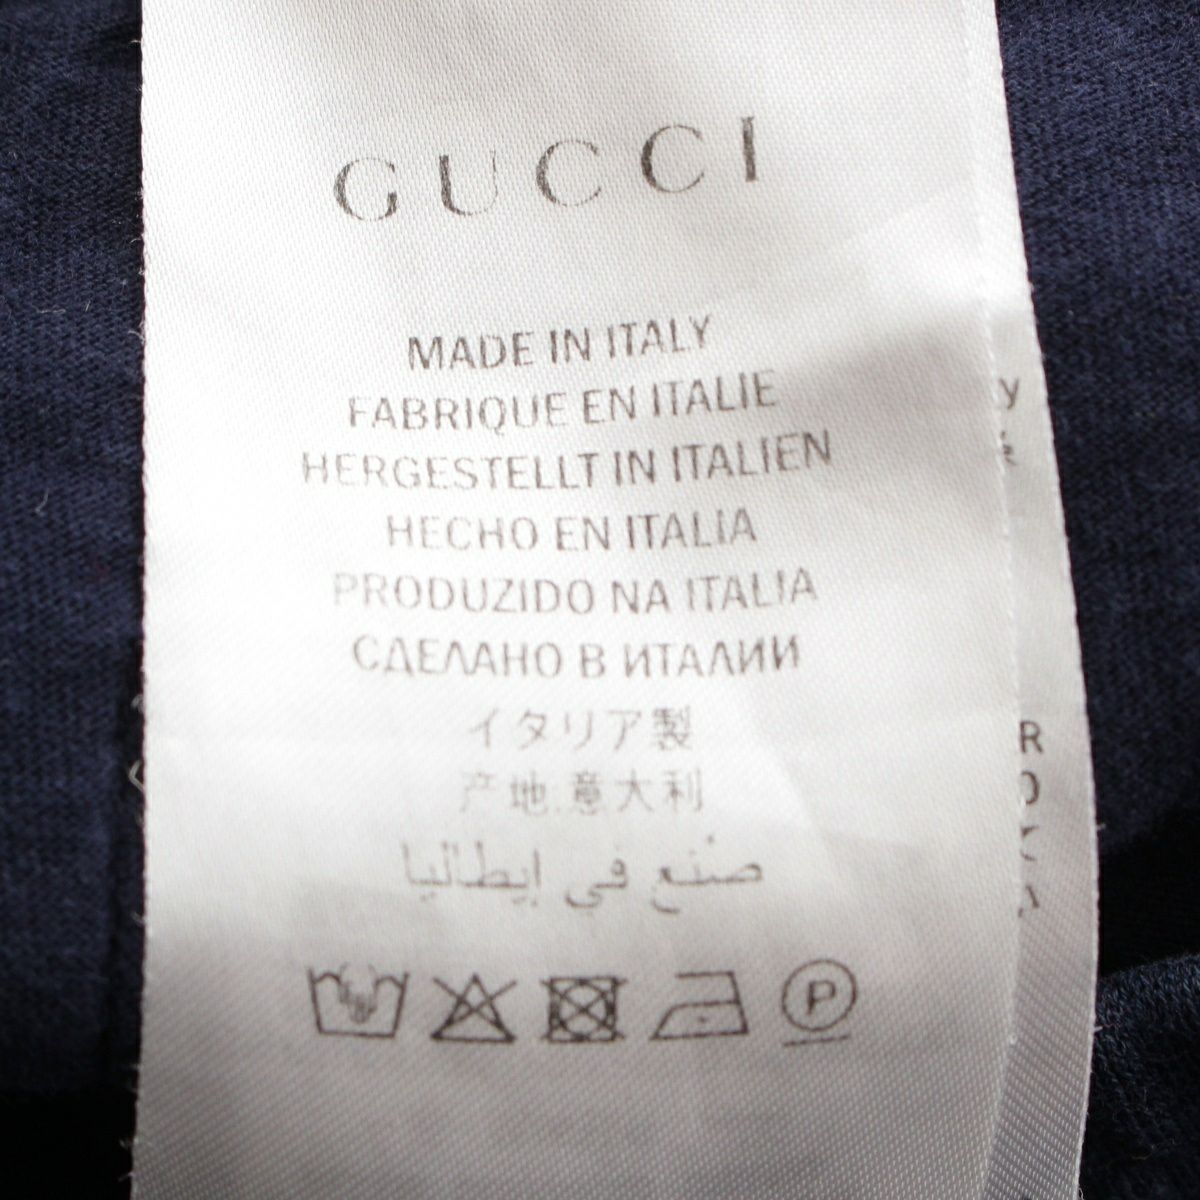 GUCCI
MADE IN ITALY
FABRIQUE EN ITALIE
HERGESTELLT IN ITALIEN
HECHO EN ITALIA
PRODUZIDO NA ITALIA
СДЕЛАНО В ИТАЛИИ
イタリア製
产地:意大利
صنع في إيطاليا
P